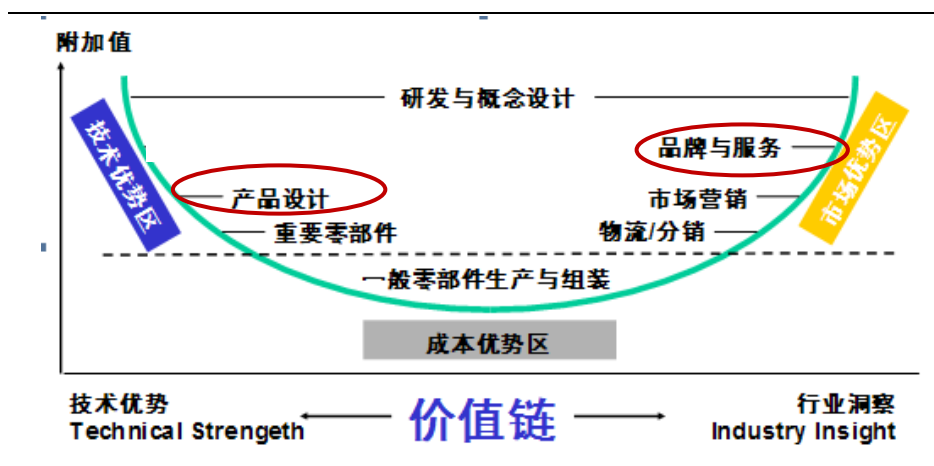 附加值
研发与概念设计
技术优势区
品牌与服务
市场优势区
产品设计
市场营销
重要零部件
物流/分销
一般零部件生产与组装
成本优势区
技术优势
Technical Strengeth
价值链
行业洞察
Industry Insight